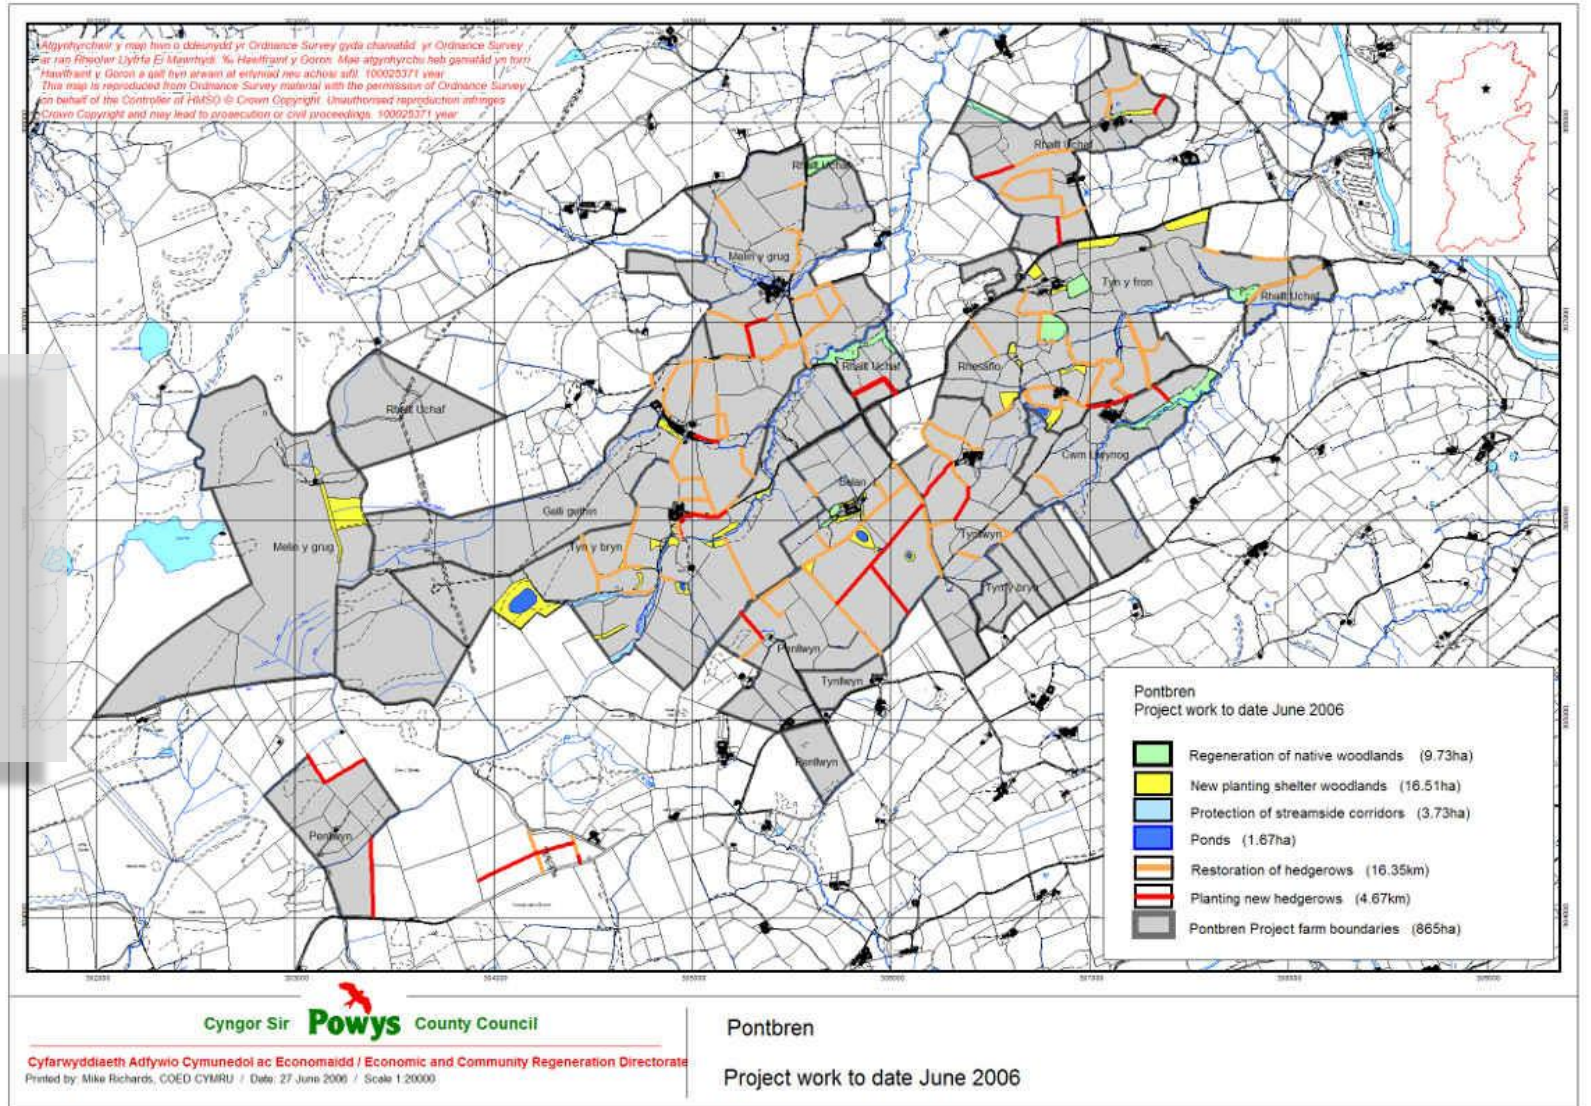 Atgynhyrchwyr y map hwn o ddeunydd yr Ordnance Survey gyda chaniatâd yr Ordnance Survey
ar ran Rheolwr Llyfrfa Ei Mawrhydi. ‰ Hawlfraint y Goron. Mae atgynhyrchu heb ganiatâd yn torri
Hawlfraint y Goron a gall hyn arwain at erlyniad neu achosi sifil. 100025371 year
This map is reproduced from Ordnance Survey material with the permission of Ordnance Survey
on behalf of the Controller of HMSO © Crown Copyright. Unauthorised reproduction infringes
Crown Copyright and may lead to prosecution or civil proceedings. 100025371 year
Rhallt Uchaf
Rhallt Uchaf
Melin y grug
Tyn y fron
Rhallt Uchaf
Rhallt Uchaf
Rhosallo
Rhallt Uchaf
Cwm Llwynog
Bulan
Galli gethin
Melin y grug
Tyn y bryn
Tynllwyn
Tyn y bryn
Penllwyn
Tynllwyn
Penllwyn
Penllwyn
Pontbren
Project work to date June 2006
Regeneration of native woodlands (9.73ha)
New planting shelter woodlands (16.51ha)
Protection of streamside corridors (3.73ha)
Ponds (1.67ha)
Restoration of hedgerows (16.35km)
Planting new hedgerows (4.67km)
Pontbren Project farm boundaries (865ha)
Cyngor Sir Powys County Council
Cyfarwyddiaeth Adfywio Cymunedol ac Economaidd / Economic and Community Regeneration Directorate
Printed by: Mike Richards, COED CYMRU / Date: 27 June 2006 / Scale 1:20000
Pontbren
Project work to date June 2006